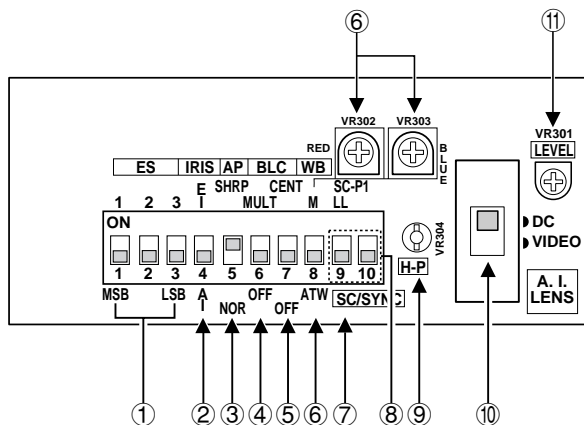 ⑥ ⑪
VR302 VR303 VR301
RED BLUE LEVEL
ES IRIS AP BLC WB
EI SHRP CENT SC-P1
1 2 3 MULT M LL
ON
1 2 3 4 5 6 7 8 9 10
VR304
DC
VIDEO
H-P
MSB LSB AI OFF ATW SC/SYNC
NOR OFF
A. I.
LENS
① ② ③ ④ ⑤ ⑥ ⑦ ⑧ ⑨ ⑩